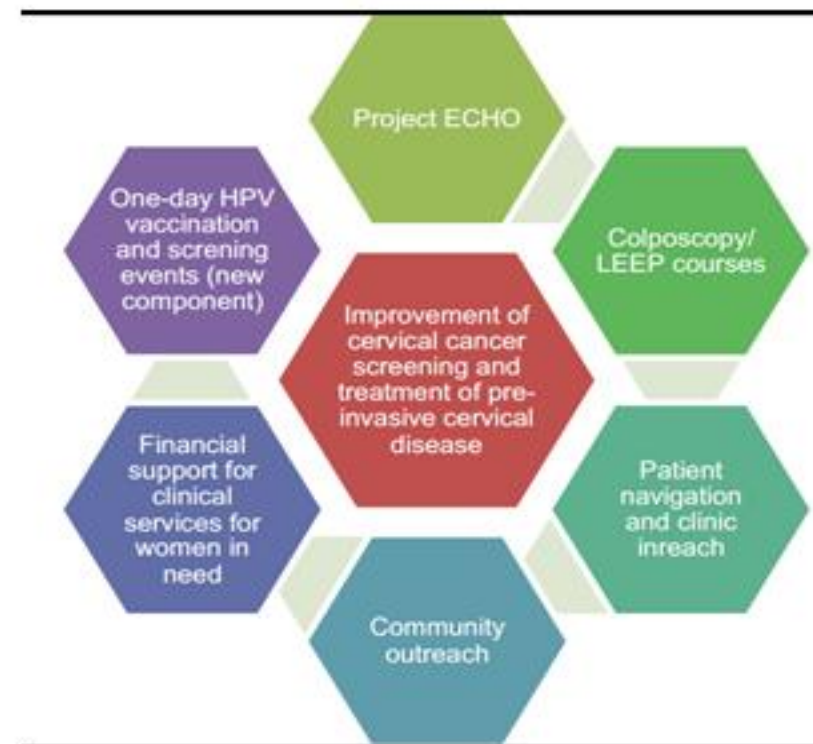 Project ECHO
One-day HPV
vaccination
and screning
events (new
component)
Colposcopy/
LEEP courses
Improvement of
cervical cancer
screening and
treatment of pre-
invasive cervical
disease
Financial
support for
clinical
services for
women in
need
Patient
navigation
and clinic
inreach
Community
outreach